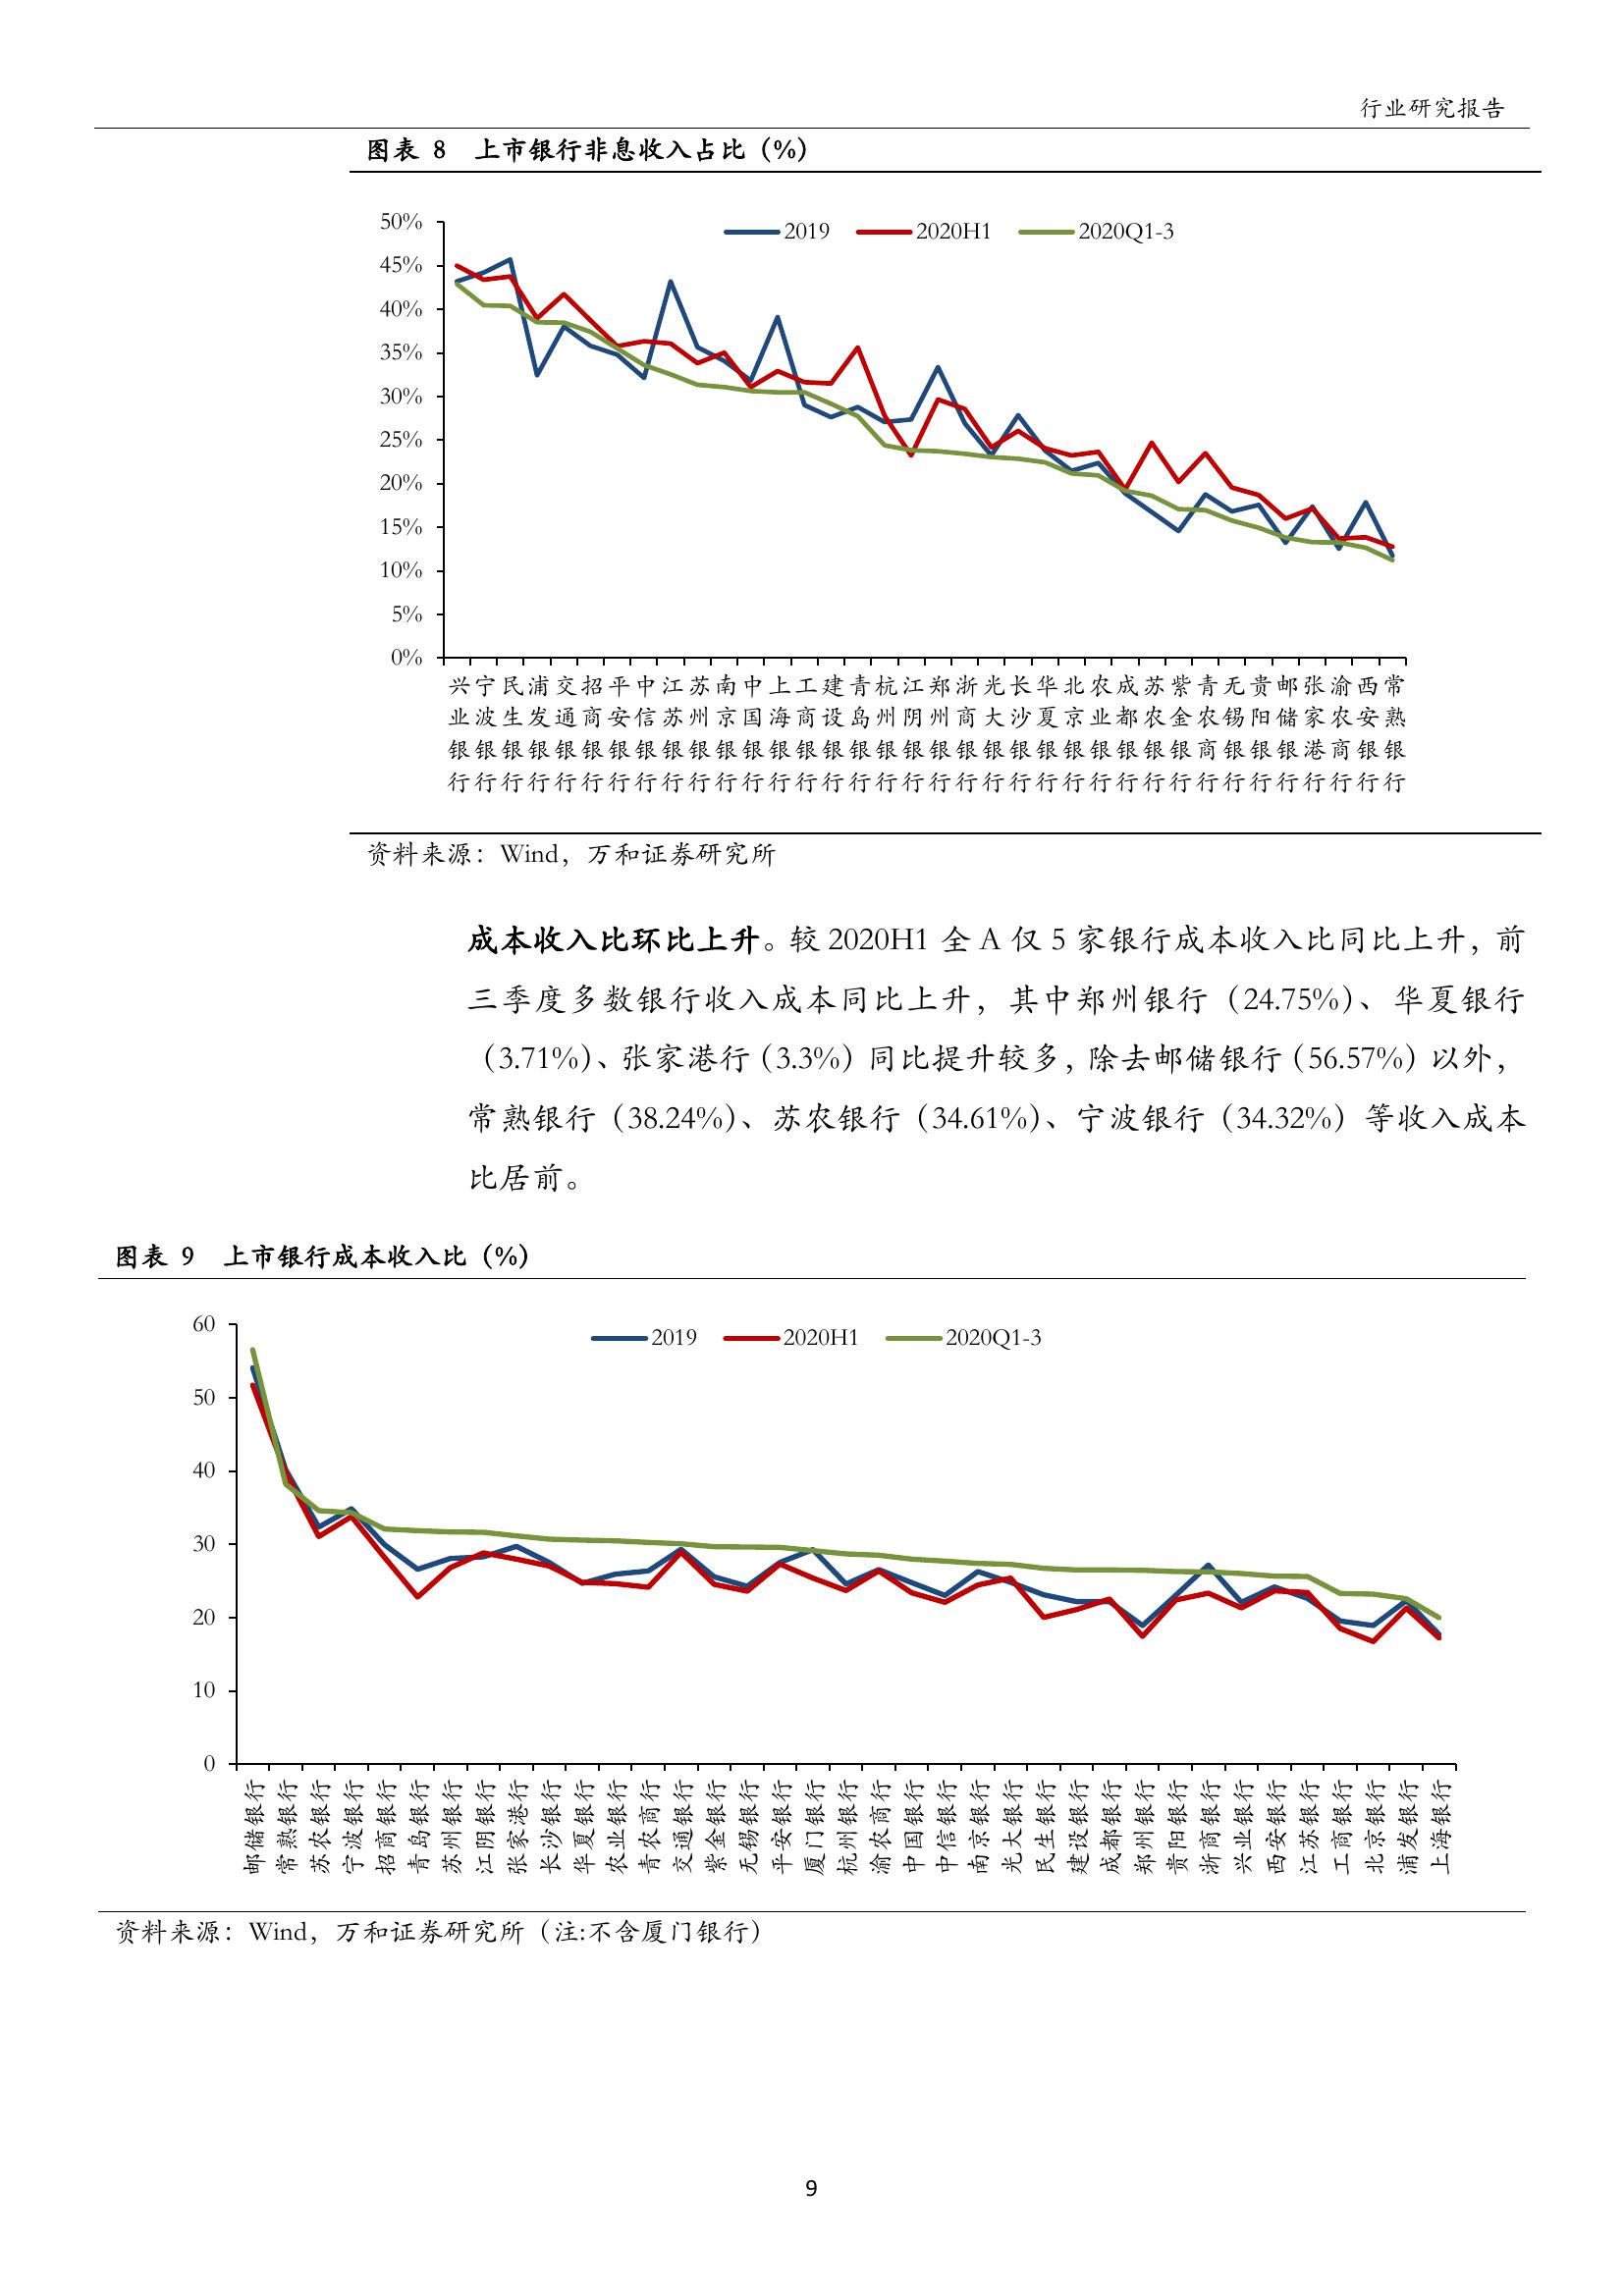 行业研究报告
图表 8 上市银行非息收入占比（%）
2019 2020H1 2020Q1-3
50%
45%
40%
35%
30%
25%
20%
15%
10%
5%
0%
兴业银行
宁波银行
民生银行
浦发银行
交通银行
招商银行
平安银行
中信银行
江苏银行
苏州银行
南京银行
中国银行
上海银行
工商银行
建设银行
青岛银行
杭州银行
江阴银行
郑州银行
浙商银行
光大银行
长沙银行
华夏银行
北京银行
农业银行
成都银行
苏农银行
紫金银行
青农商行
无锡银行
贵阳银行
邮储银行
张家港行
渝农商行
西安银行
常熟银行
资料来源：Wind，万和证券研究所
成本收入比环比上升。较 2020H1 全 A 仅 5 家银行成本收入比同比上升，前
三季度多数银行收入成本同比上升，其中郑州银行（24.75%）、华夏银行
（3.71%）、张家港行（3.3%）同比提升较多，除去邮储银行（56.57%）以外，
常熟银行（38.24%）、苏农银行（34.61%）、宁波银行（34.32%）等收入成本
比居前。
图表 9 上市银行成本收入比（%）
2019 2020H1 2020Q1-3
60
50
40
30
20
10
0
邮储银行
常熟银行
苏农银行
宁波银行
招商银行
青岛银行
苏州银行
江阴银行
张家港行
长沙银行
华夏银行
农业银行
青农商行
交通银行
紫金银行
无锡银行
平安银行
厦门银行
杭州银行
渝农商行
中国银行
中信银行
南京银行
光大银行
民生银行
建设银行
成都银行
郑州银行
贵阳银行
浙商银行
兴业银行
西安银行
江苏银行
工商银行
北京银行
浦发银行
上海银行
资料来源：Wind，万和证券研究所（注:不含厦门银行）
9